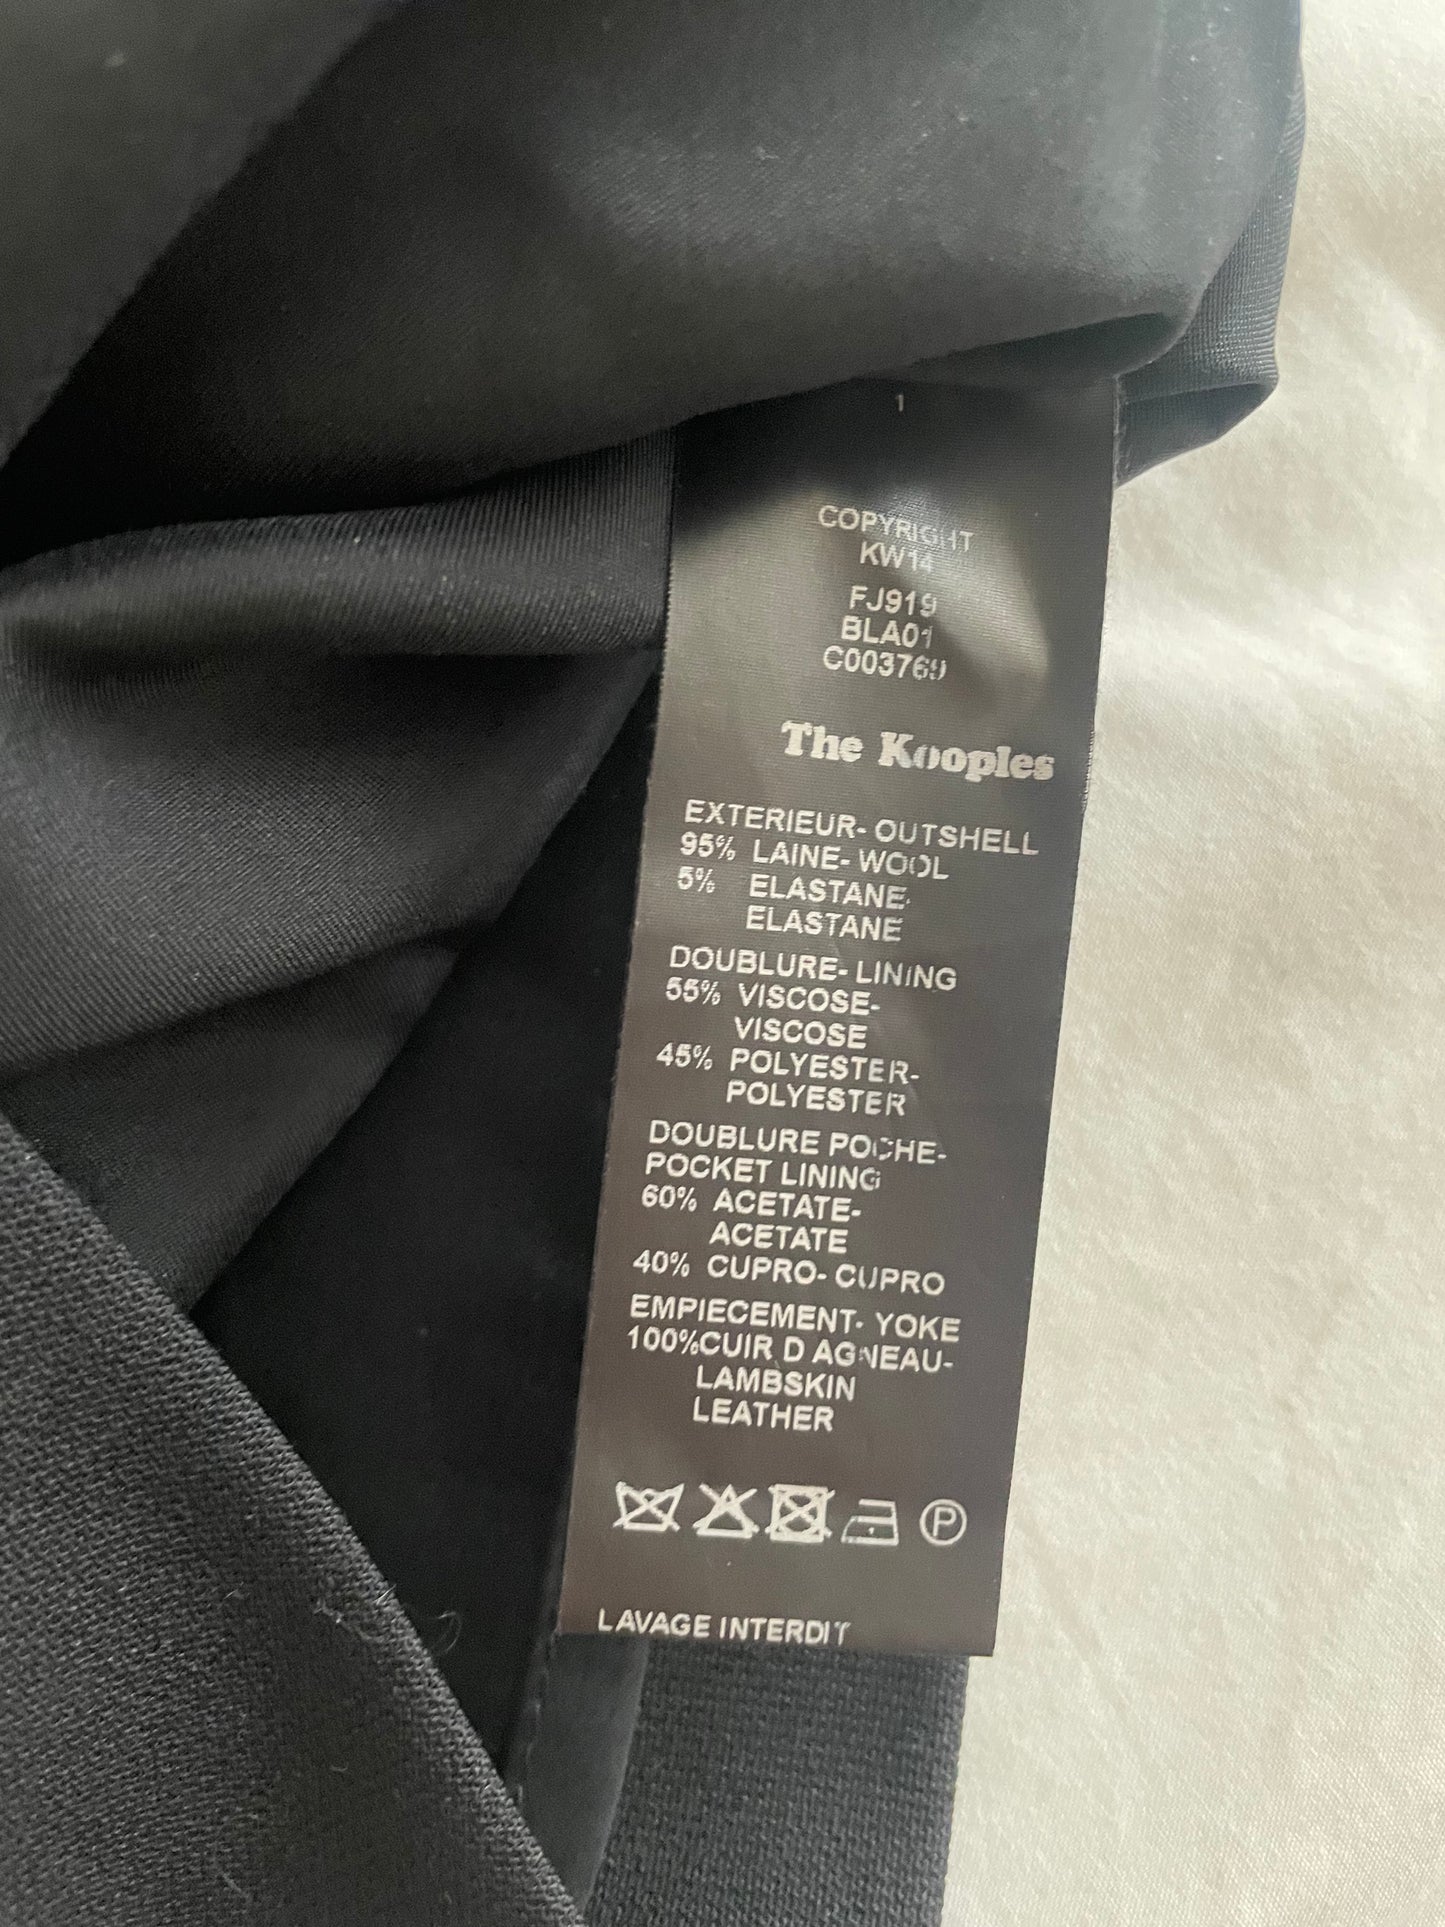 1
COPYRIGHT
KW14
FJ919
BLA01
C003769
The Kooples
EXTERIEUR- OUTSHELL
95% LAINE- WOOL
5% ELASTANE-
ELASTANE
DOUBLURE- LINING
55% VISCOSE-
VISCOSE
45% POLYESTER-
POLYESTER
DOUBLURE POCHE-
POCKET LINING
60% ACETATE-
ACETATE
40% CUPRO- CUPRO
EMPIECEMENT- YOKE
100%CUIR D AGNEAU-
LAMBSKIN
LEATHER
P
LAVAGE INTERDIT